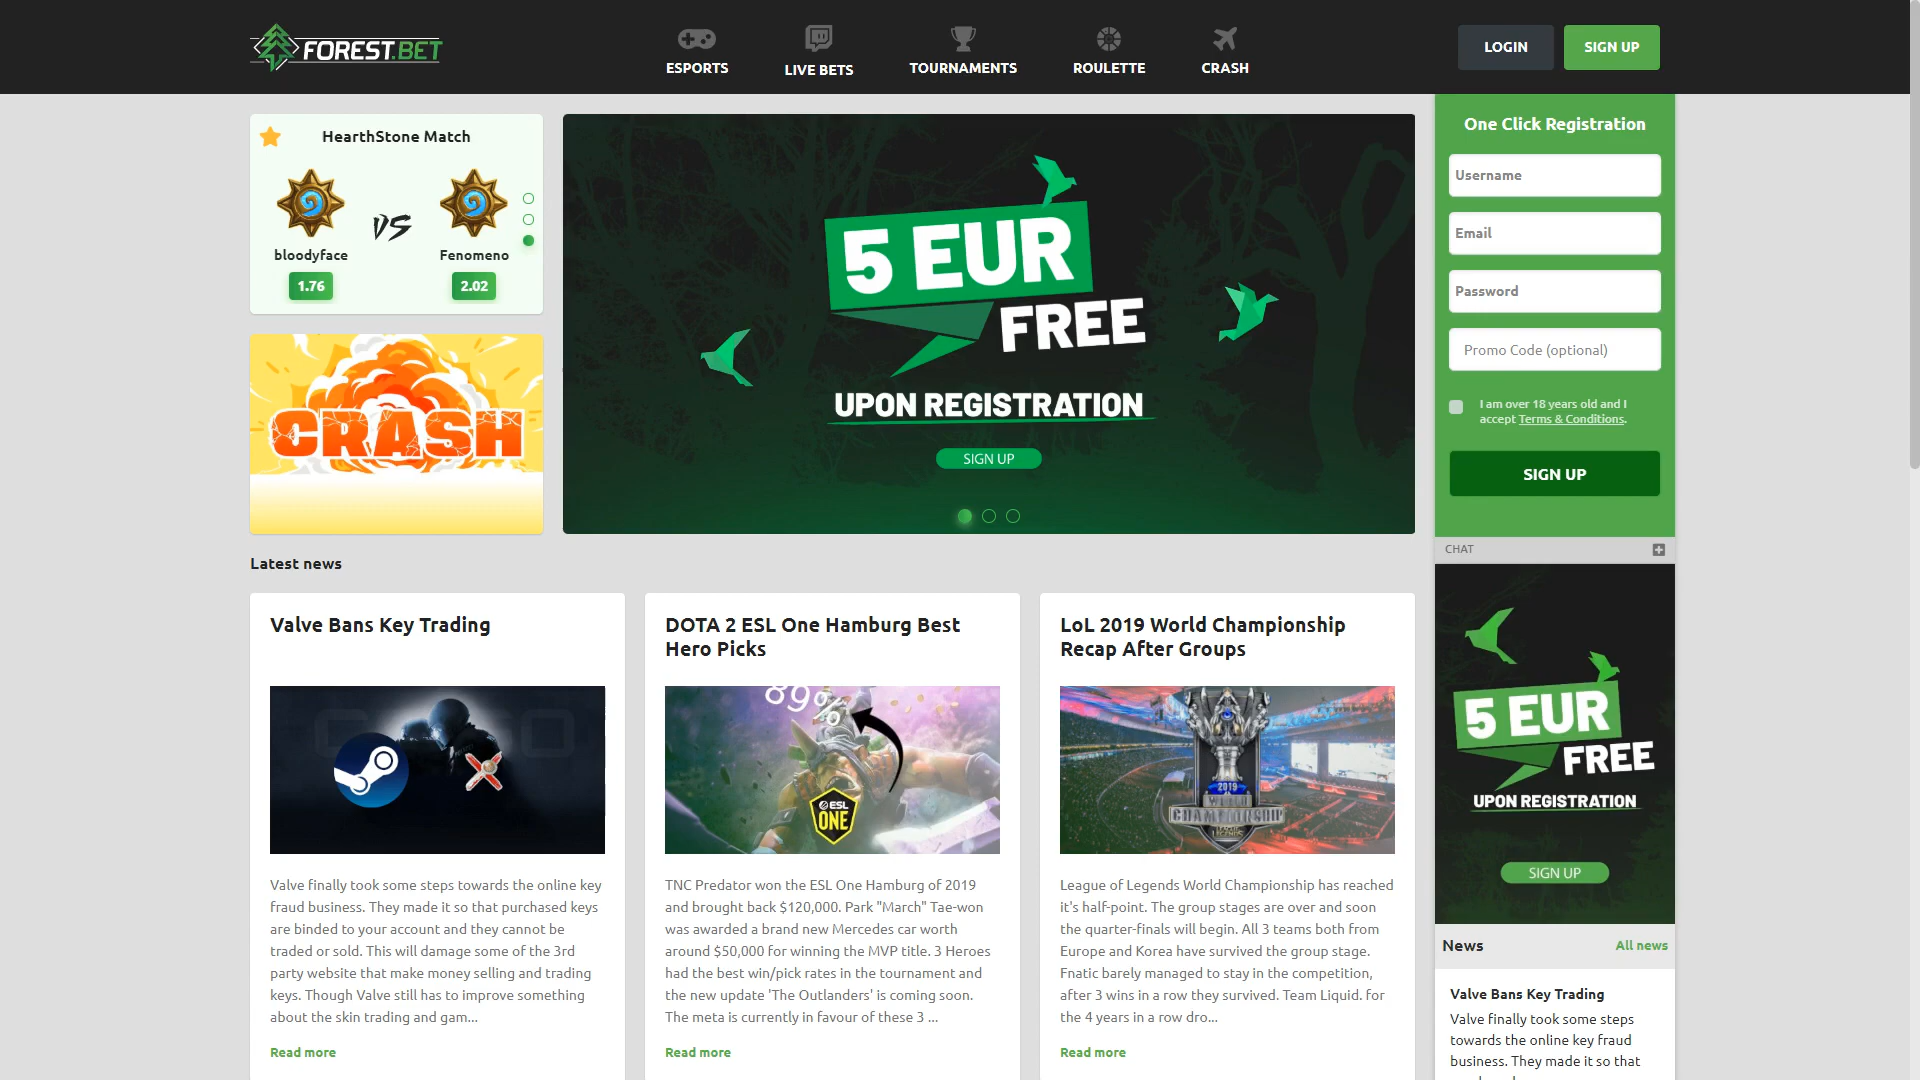 FOREST.BET
ESPORTS
LIVE BETS
TOURNAMENTS
ROULETTE
CRASH
LOGIN
SIGN UP
HearthStone Match
VS
bloodyface
Fenomeno
1.76
2.02
CRASH
5 EUR
FREE
UPON REGISTRATION
SIGN UP
One Click Registration
Username
Email
Password
Promo Code (optional)
I am over 18 years old and I
accept Terms & Conditions.
SIGN UP
CHAT
Latest news
Valve Bans Key Trading
Valve finally took some steps towards the online key
fraud business. They made it so that purchased keys
are binded to your account and they cannot be
traded or sold. This will damage some of the 3rd
party website that make money selling and trading
keys. Though Valve still has to improve something
about the skin trading and gam...
Read more
DOTA 2 ESL One Hamburg Best
Hero Picks
89%
ESL
ONE
TNC Predator won the ESL One Hamburg of 2019
and brought back $120,000. Park "March" Tae-won
was awarded a brand new Mercedes car worth
around $50,000 for winning the MVP title. 3 Heroes
had the best win/pick rates in the tournament and
the new update 'The Outlanders' is coming soon.
The meta is currently in favour of these 3 ...
Read more
LoL 2019 World Championship
Recap After Groups
2019
WORLD
CHAMPIONSHIP
LEGENDS
League of Legends World Championship has reached
it's half-point. The group stages are over and soon
the quarter-finals will begin. All 3 teams both from
Europe and Korea have survived the group stage.
Fnatic barely managed to stay in the competition,
after 3 wins in a row they survived. Team Liquid. for
the 4 years in a row dro...
Read more
5 EUR
FREE
UPON REGISTRATION
SIGN UP
News
All news
Valve Bans Key Trading
Valve finally took some steps
towards the online key fraud
business. They made it so that